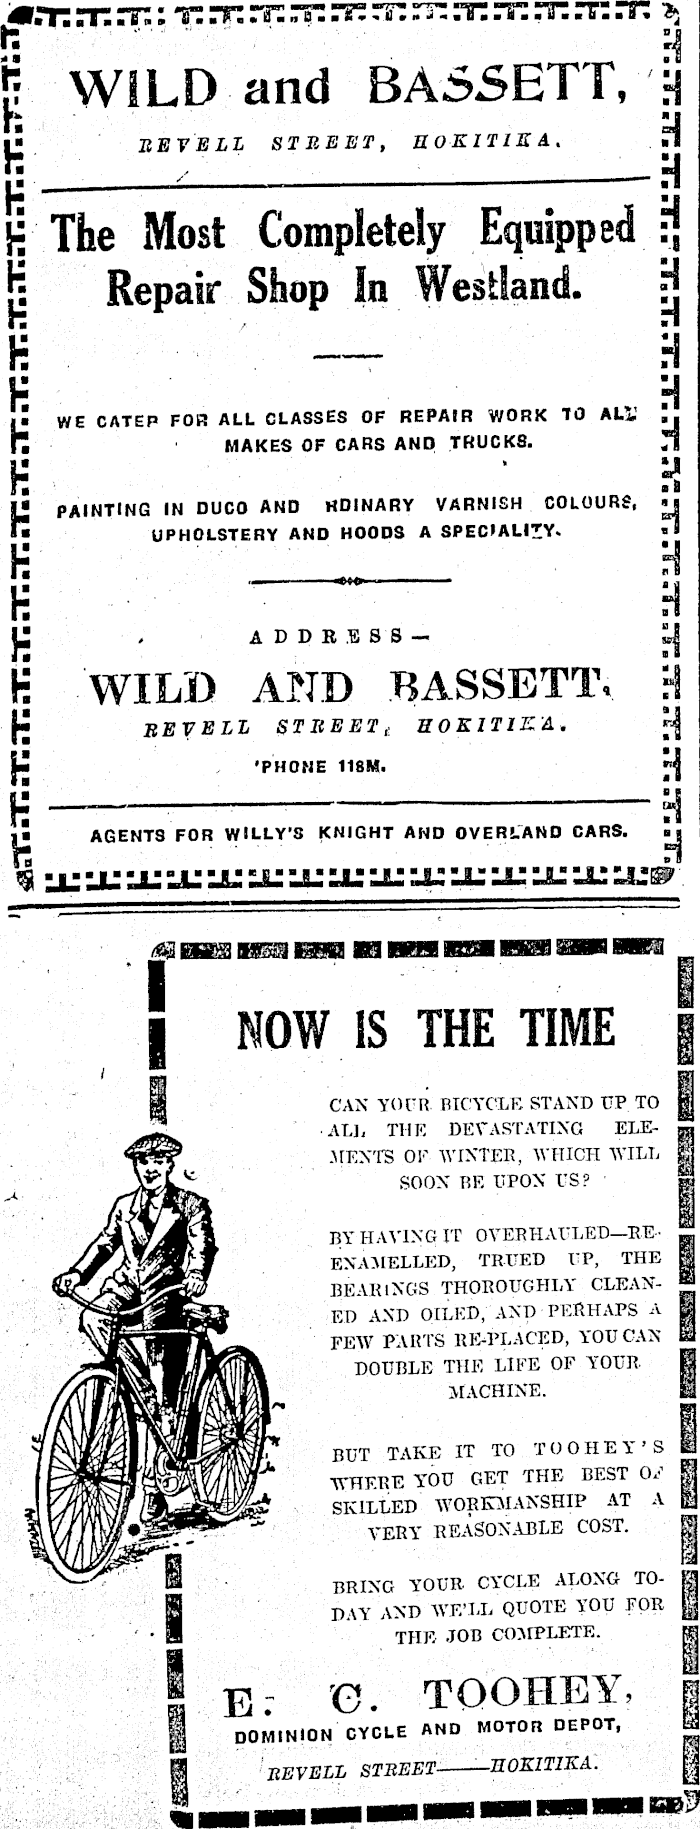 WILD and BASSETT,
REVELL STREET, HOKITIKA.
The Most Completely Equipped
Repair Shop In Westland.
WE CATER FOR ALL CLASSES OF REPAIR WORK TO ALL
MAKES OF CARS AND TRUCKS.
PAINTING IN DUCO AND RDINARY VARNISH COLOURS,
UPHOLSTERY AND HOODS A SPECIALITY.
ADDRESS—
WILD AND BASSETT,
REVELL STREET, HOKITIKA.
'PHONE 118M.
AGENTS FOR WILLY'S KNIGHT AND OVERLAND CARS.
NOW IS THE TIME
CAN YOUR BICYCLE STAND UP TO
ALL THE DEVASTATING ELE-
MENTS OF WINTER, WHICH WILL
SOON BE UPON US?
BY HAVING IT OVERHAULED—RE-
ENAMELLED, TRUED UP, THE
BEARINGS THOROUGHLY CLEAN-
ED AND OILED, AND PERHAPS A
FEW PARTS RE-PLACED, YOU CAN
DOUBLE THE LIFE OF YOUR
MACHINE.
BUT TAKE IT TO TOOHEY'S
WHERE YOU GET THE BEST OF
SKILLED WORKMANSHIP AT A
VERY REASONABLE COST.
BRING YOUR CYCLE ALONG TO-
DAY AND WE'LL QUOTE YOU FOR
THE JOB COMPLETE.
E. C. TOOHEY,
DOMINION CYCLE AND MOTOR DEPOT,
REVELL STREET——HOKITIKA.